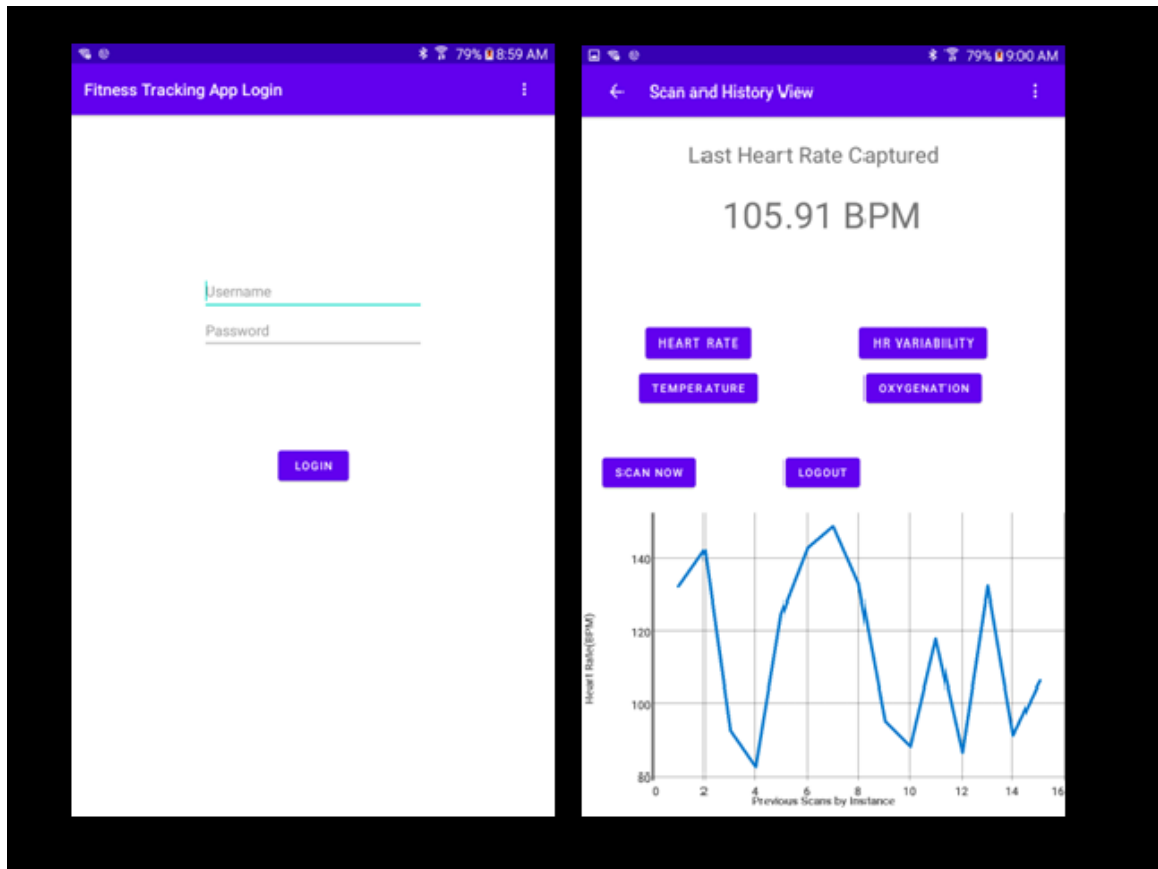 79% 8:59 AM
Fitness Tracking App Login
Username
Password
LOGIN
79% 9:00 AM
Scan and History View
Last Heart Rate Captured
105.91 BPM
HEART RATE
HR VARIABILITY
TEMPERATURE
OXYGENATION
SCAN NOW
LOGOUT
Heart Rate(BPM)
140
120
100
80
0 2 4 6 8 10 12 14 16
Previous Scans by Instance